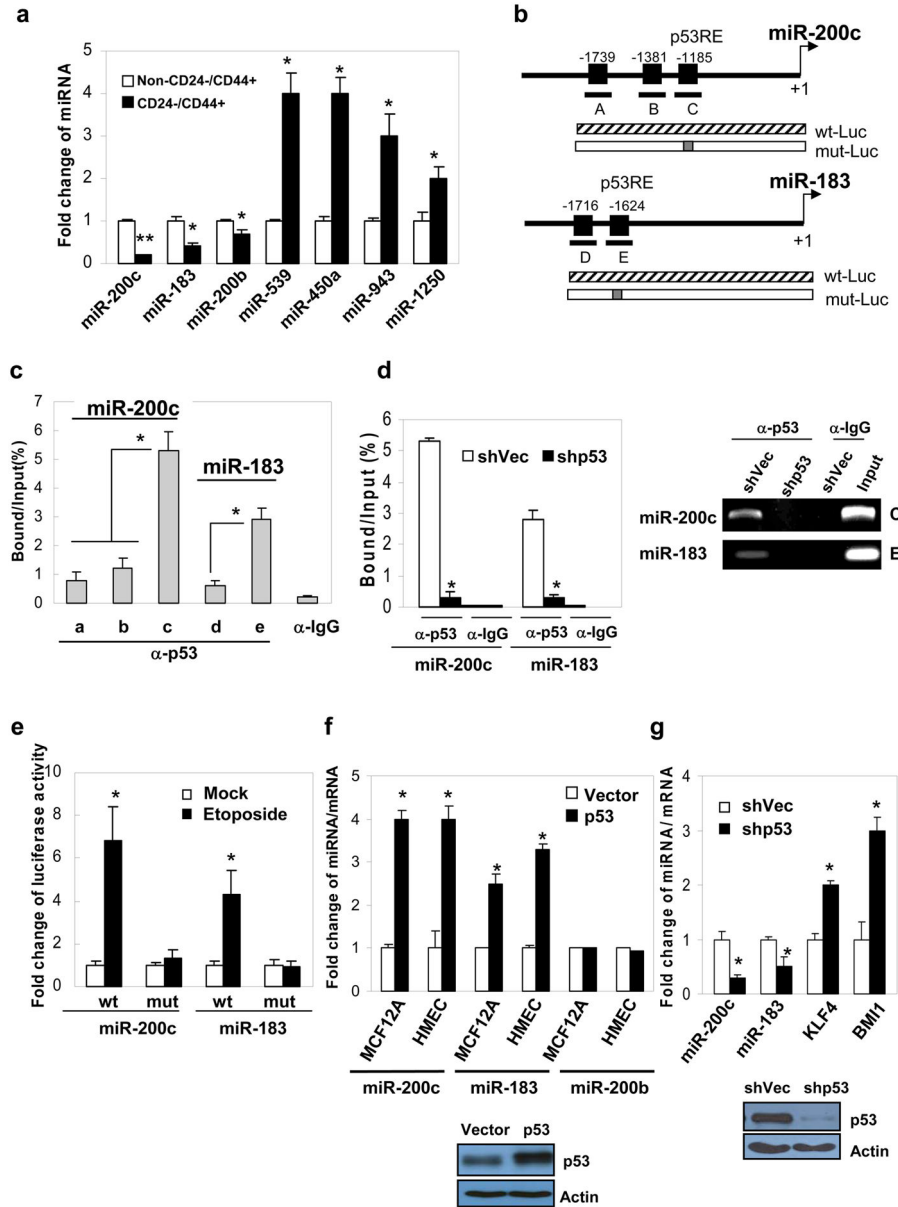 a
Fold change of miRNA
5
4
3
2
1
0
Non-CD24-/CD44+
CD24-/CD44+
** * * * * * *
miR-200c miR-183 miR-200b miR-539 miR-450a miR-943 miR-1250
b
p53RE miR-200c
-1739 -1381 -1185
+1
A B C
wt-Luc
mut-Luc
p53RE miR-183
-1716 -1624
+1
D E
wt-Luc
mut-Luc
c
Bound/Input(%)
7
6
5
4
3
2
1
0
miR-200c
*
miR-183
*
a b c d e α-IgG
α-p53
d
Bound/Input (%)
6
5
4
3
2
1
0
shVec shp53
* *
α-p53 α-IgG α-p53 α-IgG
miR-200c miR-183
α-p53 α-IgG
shVec shp53 shVec Input
miR-200c C
miR-183 E
e
Fold change of luciferase activity
10
8
6
4
2
0
Mock
Etoposide
* *
wt mut wt mut
miR-200c miR-183
f
Fold change of miRNA/mRNA
5
4
3
2
1
0
Vector
p53
* * * *
MCF12A HMEC MCF12A HMEC MCF12A HMEC
miR-200c miR-183 miR-200b
Vector p53
p53
Actin
g
Fold change of miRNA/ mRNA
4
3
2
1
0
shVec
shp53
* * * *
miR-200c miR-183 KLF4 BMI1
shVec shp53
p53
Actin